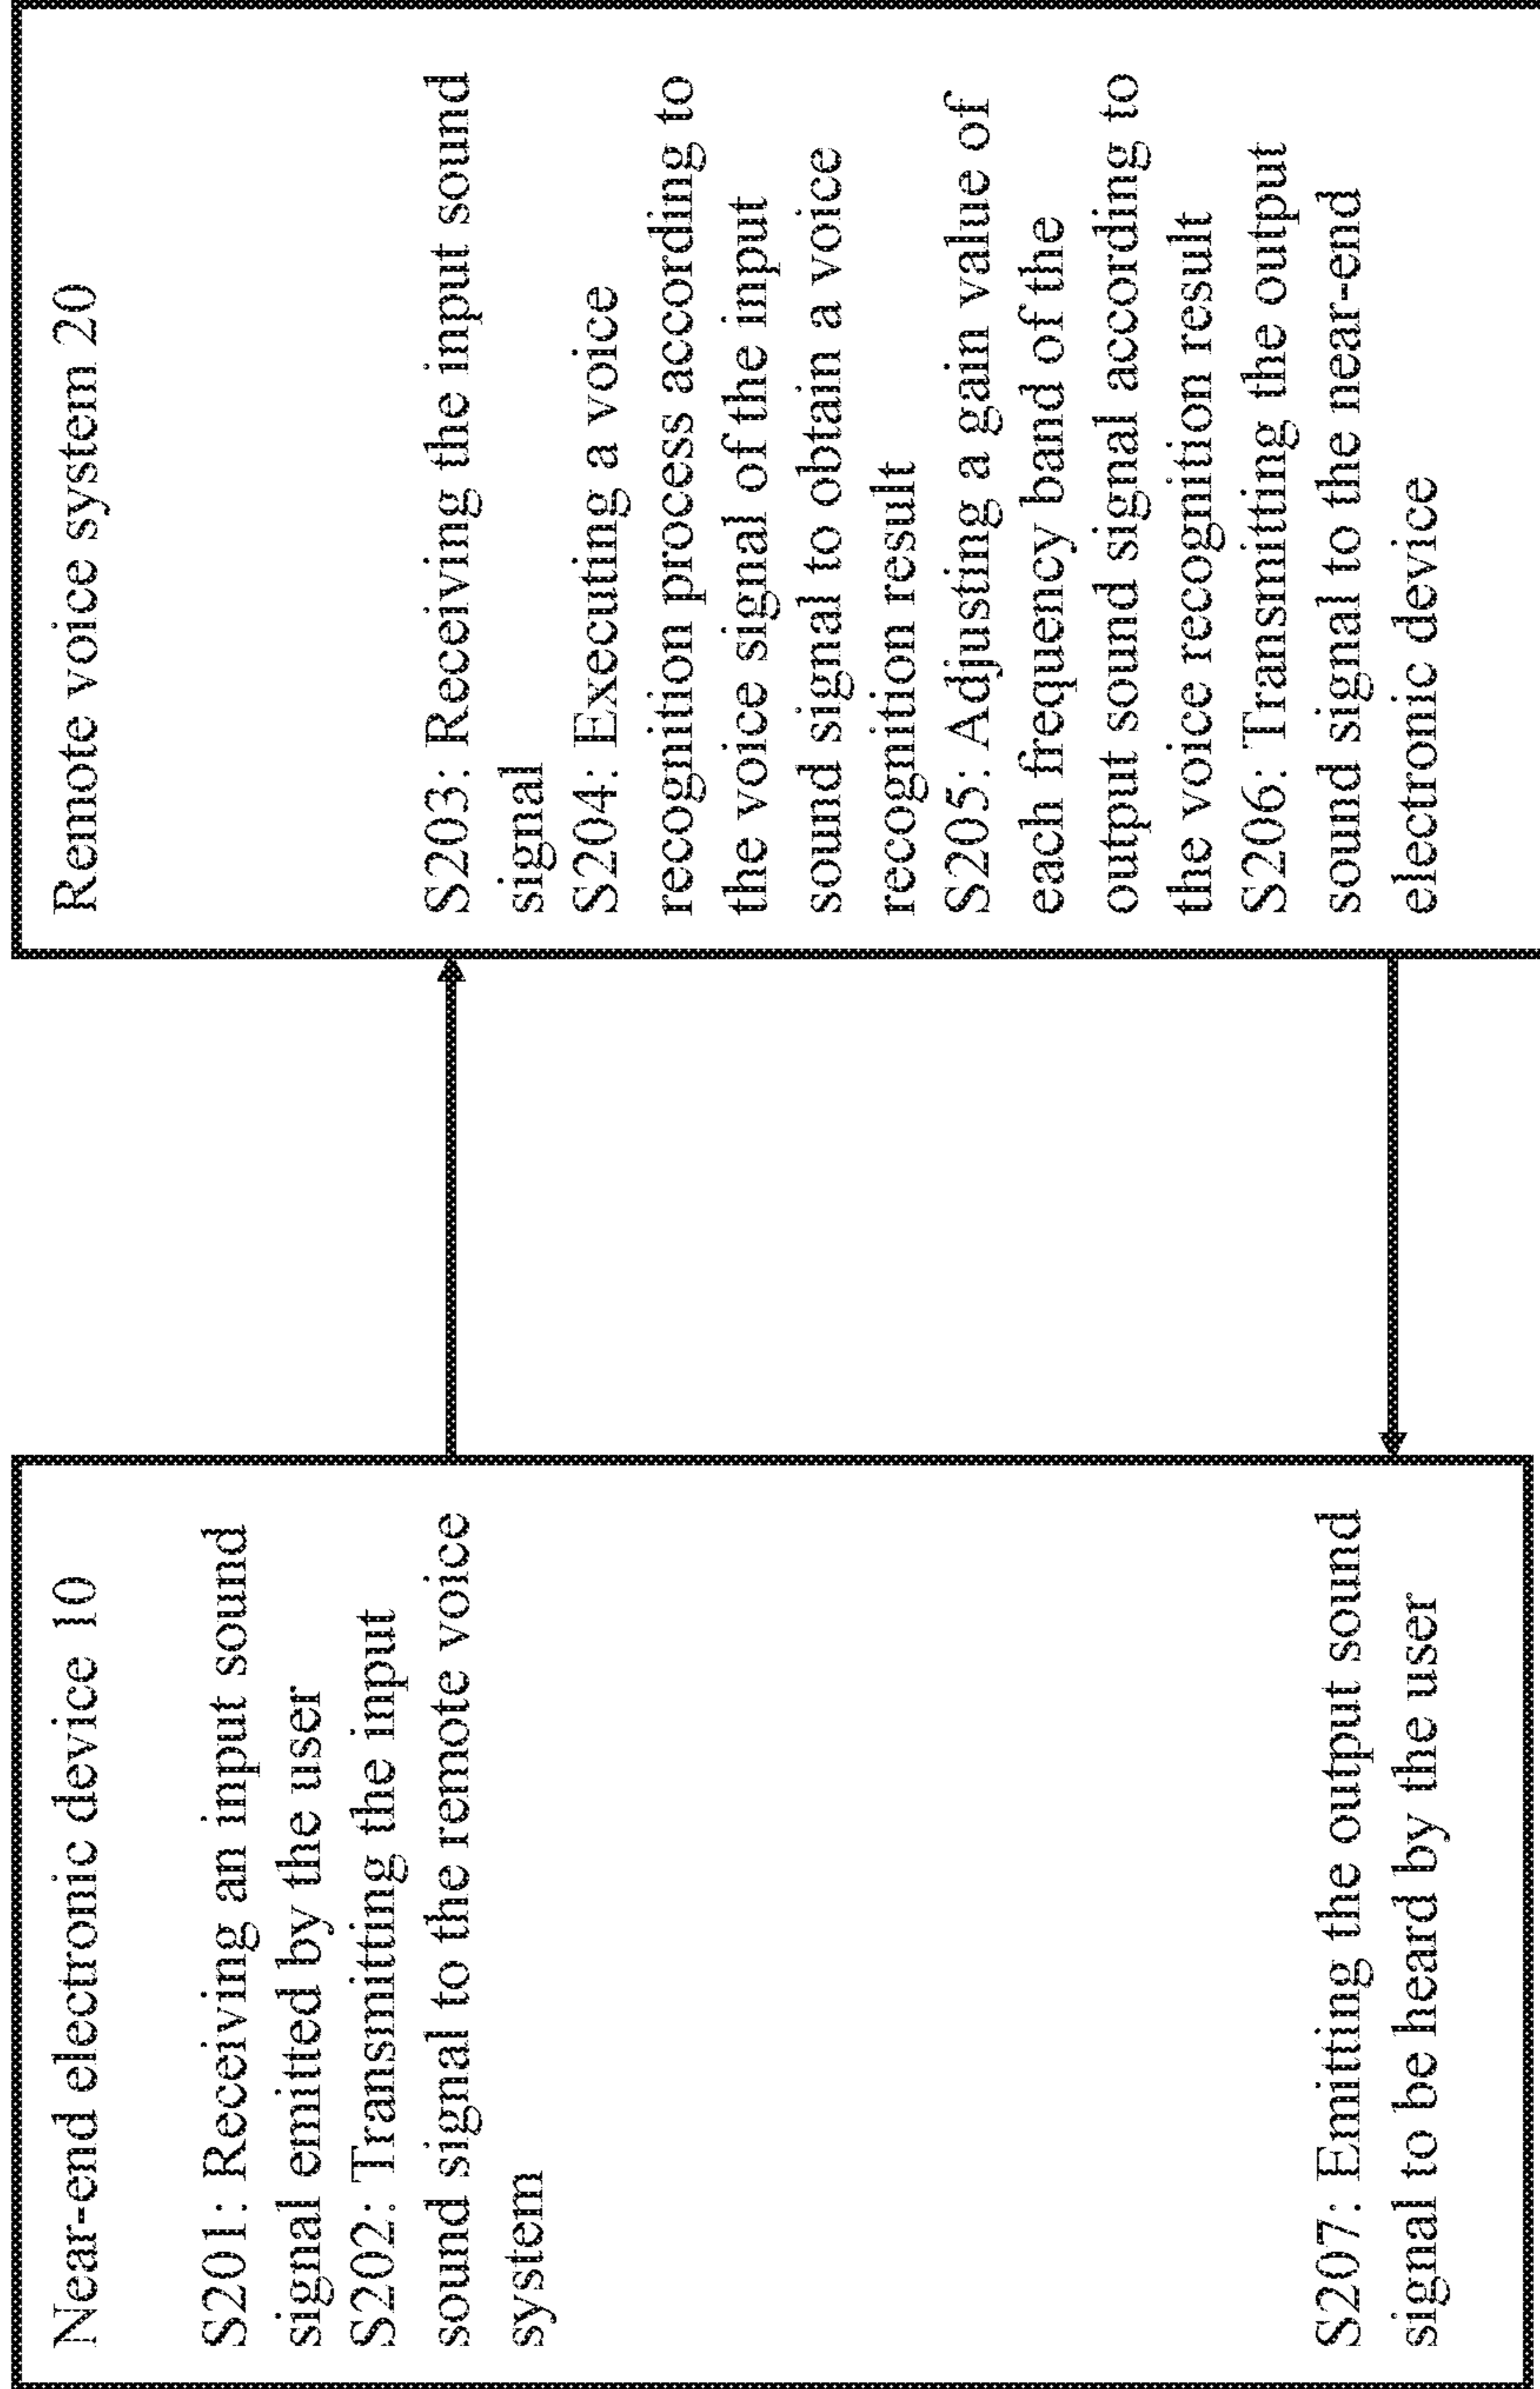 Near-end electronic device 10
S201: Receiving an input sound
signal emitted by the user
S202: Transmitting the input
sound signal to the remote voice
system
S207: Emitting the output sound
signal to be heard by the user
Remote voice system 20
S203: Receiving the input sound
signal
S204: Executing a voice
recognition process according to
the voice signal of the input
sound signal to obtain a voice
recognition result
S205: Adjusting a gain value of
each frequency band of the
output sound signal according to
the voice recognition result
S206: Transmitting the output
sound signal to the near-end
electronic device